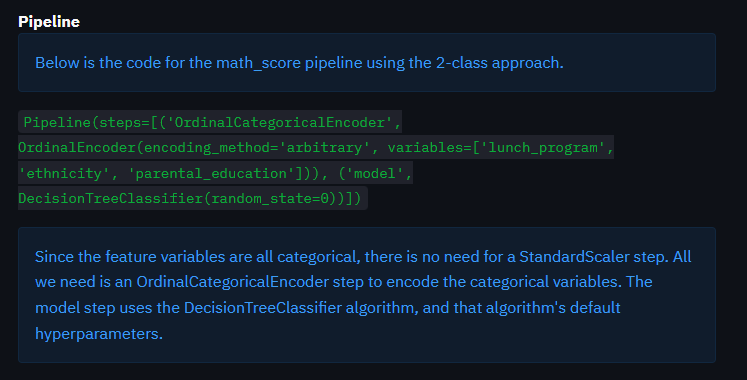 Pipeline
Below is the code for the math_score pipeline using the 2-class approach.
Pipeline(steps=[('OrdinalCategoricalEncoder',
OrdinalEncoder(encoding_method='arbitrary', variables=['lunch_program',
'ethnicity', 'parental_education'])), ('model',
DecisionTreeClassifier(random_state=0))])
Since the feature variables are all categorical, there is no need for a StandardScaler step. All
we need is an OrdinalCategoricalEncoder step to encode the categorical variables. The
model step uses the DecisionTreeClassifier algorithm, and that algorithm's default
hyperparameters.